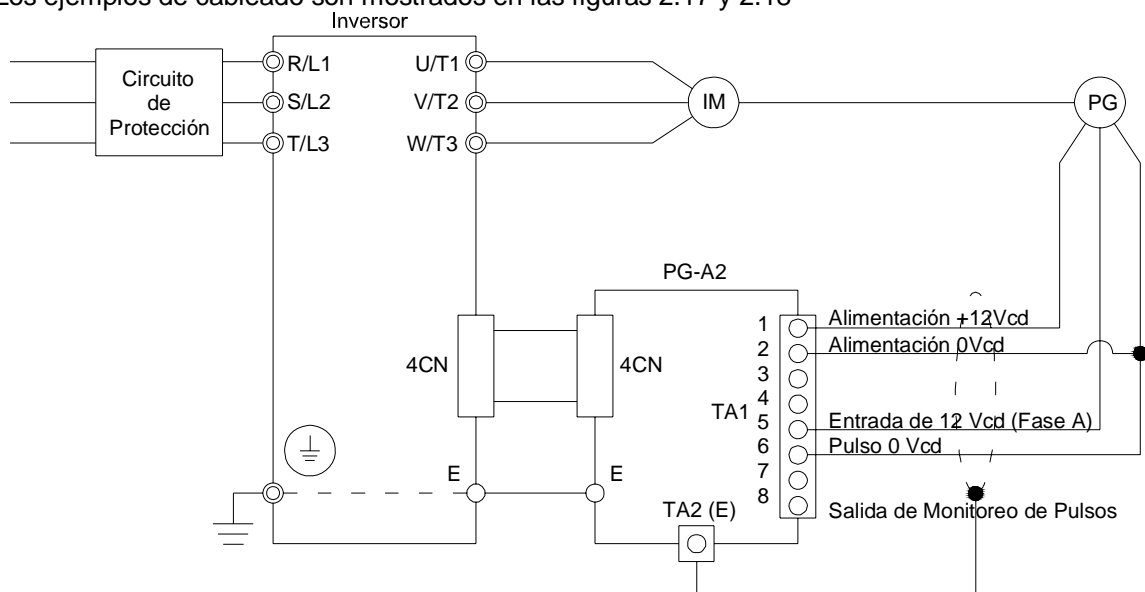 Los ejemplos de cableado son mostrados en las figuras 2.17 y 2.18
Inversor
Circuito
de
Protección
R/L1
S/L2
T/L3
U/T1
V/T2
W/T3
IM
PG
PG-A2
4CN
4CN
TA1
1
2
3
4
5
6
7
8
Alimentación +12Vcd
Alimentación 0Vcd
Entrada de 12 Vcd (Fase A)
Pulso 0 Vcd
Salida de Monitoreo de Pulsos
E
E
TA2 (E)